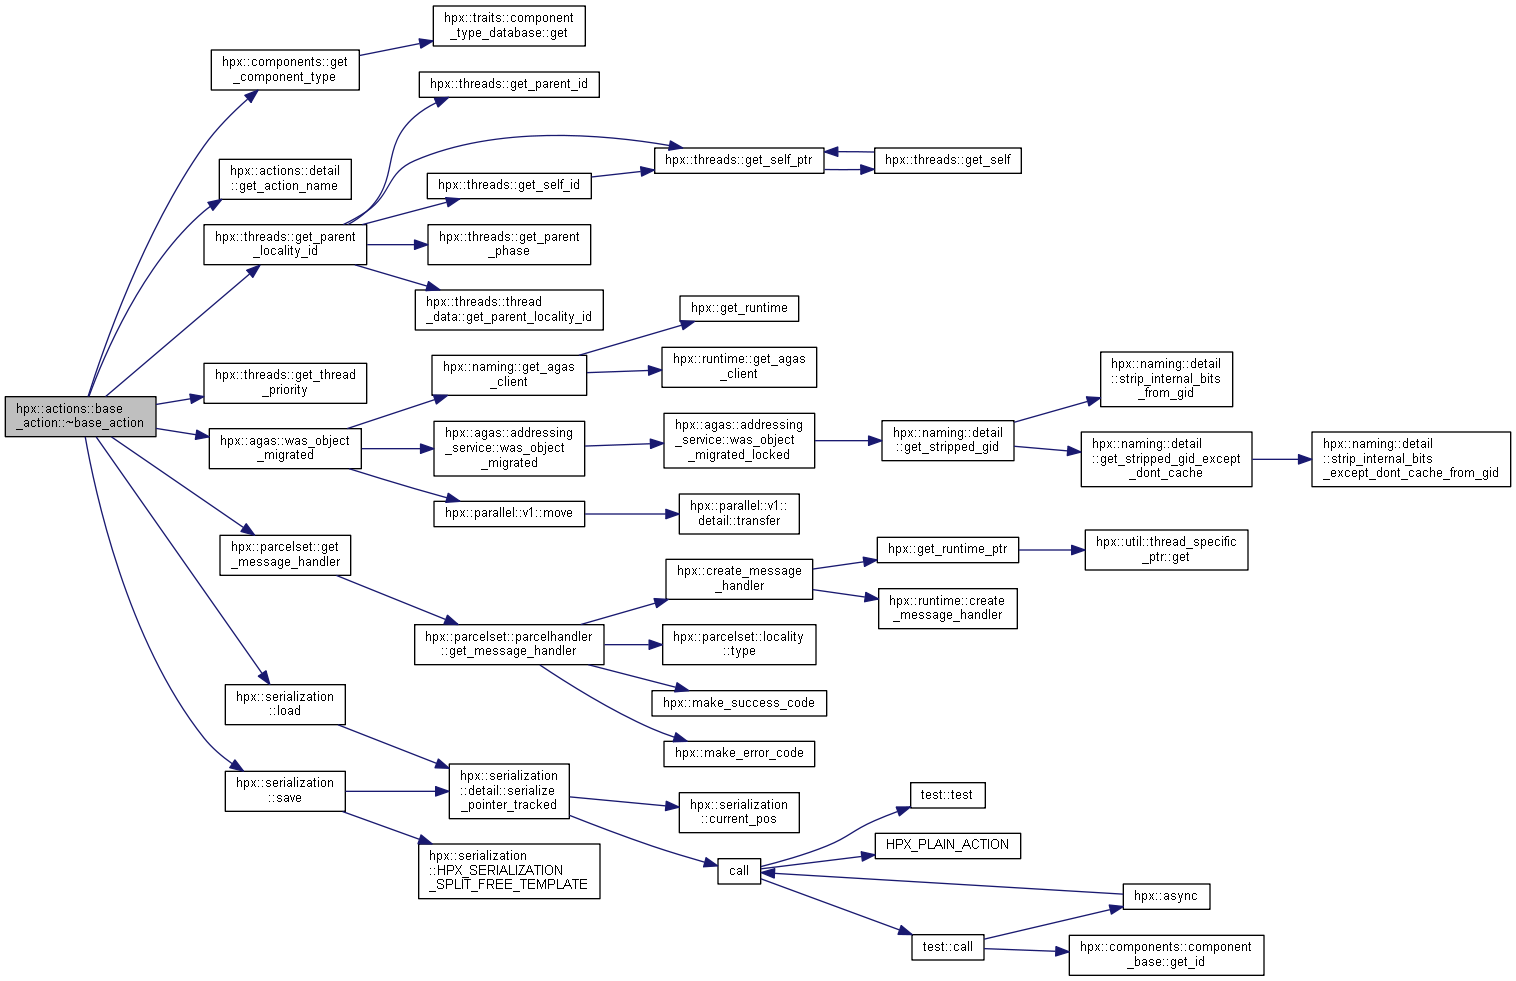 hpx::actions::base
_action::~base_action
hpx::components::get
_component_type
hpx::traits::component
_type_database::get
hpx::actions::detail
::get_action_name
hpx::threads::get_parent
_locality_id
hpx::threads::get_parent_id
hpx::threads::get_self_ptr
hpx::threads::get_self
hpx::threads::get_self_id
hpx::threads::get_parent
_phase
hpx::threads::thread
_data::get_parent_locality_id
hpx::threads::get_thread
_priority
hpx::agas::was_object
_migrated
hpx::naming::get_agas
_client
hpx::get_runtime
hpx::runtime::get_agas
_client
hpx::agas::addressing
_service::was_object
_migrated
hpx::agas::addressing
_service::was_object
_migrated_locked
hpx::naming::detail
::get_stripped_gid
hpx::naming::detail
::strip_internal_bits
_from_gid
hpx::naming::detail
::get_stripped_gid_except
_dont_cache
hpx::naming::detail
::strip_internal_bits
_except_dont_cache_from_gid
hpx::parallel::v1::move
hpx::parallel::v1::
detail::transfer
hpx::parcelset::get
_message_handler
hpx::parcelset::parcelhandler
::get_message_handler
hpx::create_message
_handler
hpx::get_runtime_ptr
hpx::util::thread_specific
_ptr::get
hpx::runtime::create
_message_handler
hpx::parcelset::locality
::type
hpx::make_success_code
hpx::make_error_code
hpx::serialization
::load
hpx::serialization
::save
hpx::serialization
::detail::serialize
_pointer_tracked
hpx::serialization
::current_pos
hpx::serialization
::HPX_SERIALIZATION
_SPLIT_FREE_TEMPLATE
call
test::test
HPX_PLAIN_ACTION
test::call
hpx::async
hpx::components::component
_base::get_id